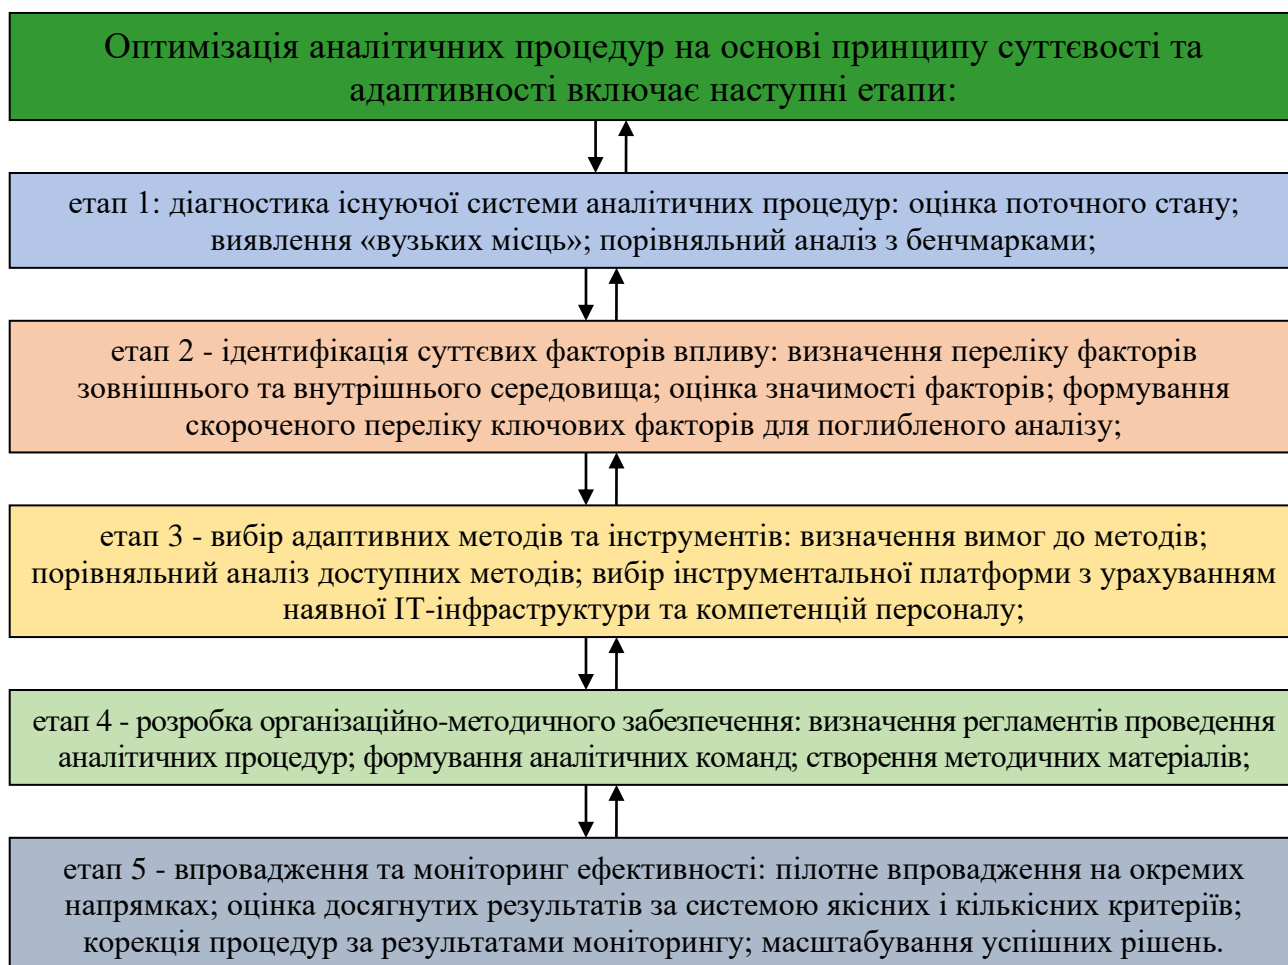 Оптимізація аналітичних процедур на основі принципу суттєвості та
адаптивності включає наступні етапи:
етап 1: діагностика існуючої системи аналітичних процедур: оцінка поточного стану;
виявлення «вузьких місць»; порівняльний аналіз з бенчмарками;
етап 2 - ідентифікація суттєвих факторів впливу: визначення переліку факторів
зовнішнього та внутрішнього середовища; оцінка значимості факторів; формування
скороченого переліку ключових факторів для поглибленого аналізу;
етап 3 - вибір адаптивних методів та інструментів: визначення вимог до методів;
порівняльний аналіз доступних методів; вибір інструментальної платформи з урахуванням
наявної ІТ-інфраструктури та компетенцій персоналу;
етап 4 - розробка організаційно-методичного забезпечення: визначення регламентів проведення
аналітичних процедур; формування аналітичних команд; створення методичних матеріалів;
етап 5 - впровадження та моніторинг ефективності: пілотне впровадження на окремих
напрямках; оцінка досягнутих результатів за системою якісних і кількісних критеріїв;
корекція процедур за результатами моніторингу; масштабування успішних рішень.